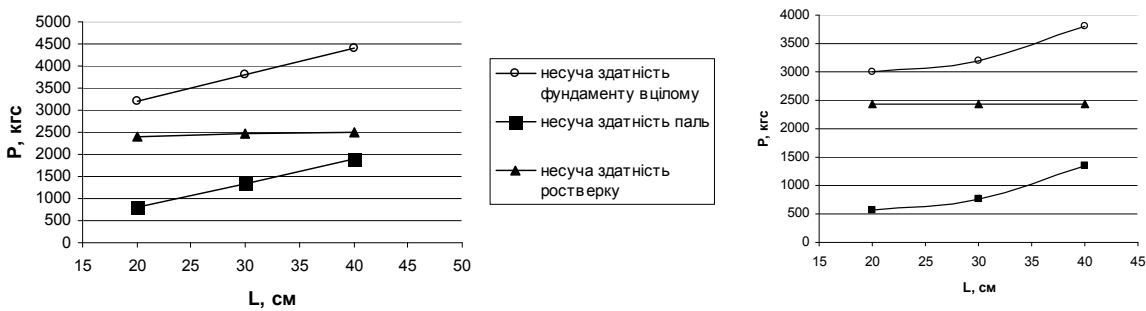 5000
4500
4000
3500
3000
2500
2000
1500
1000
500
0
P, кгс
15 20 25 30 35 40 45 50
L, см
несуча здатність
фундаменту вцілому
несуча здатність паль
несуча здатність
ростверку
4000
3500
3000
2500
2000
1500
1000
500
0
P, кгс
15 20 25 30 35 40 45
L, см